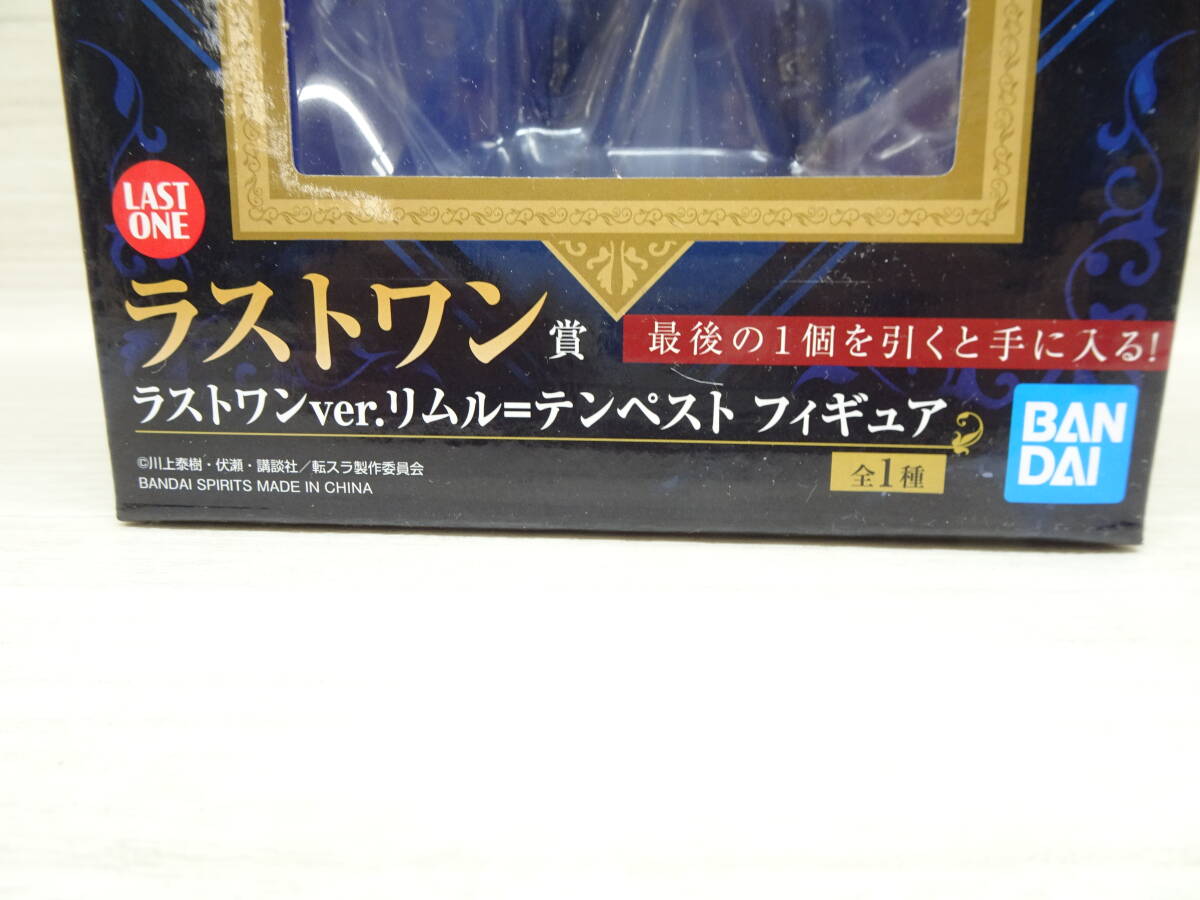 LAST
ONE
ラストワン賞
最後の1個を引くと手に入る!
ラストワンver.リムル=テンペスト フィギュア
BAN
DAI
©川上泰樹・伏瀬・講談社/転スラ製作委員会
BANDAI SPIRITS MADE IN CHINA
全1種